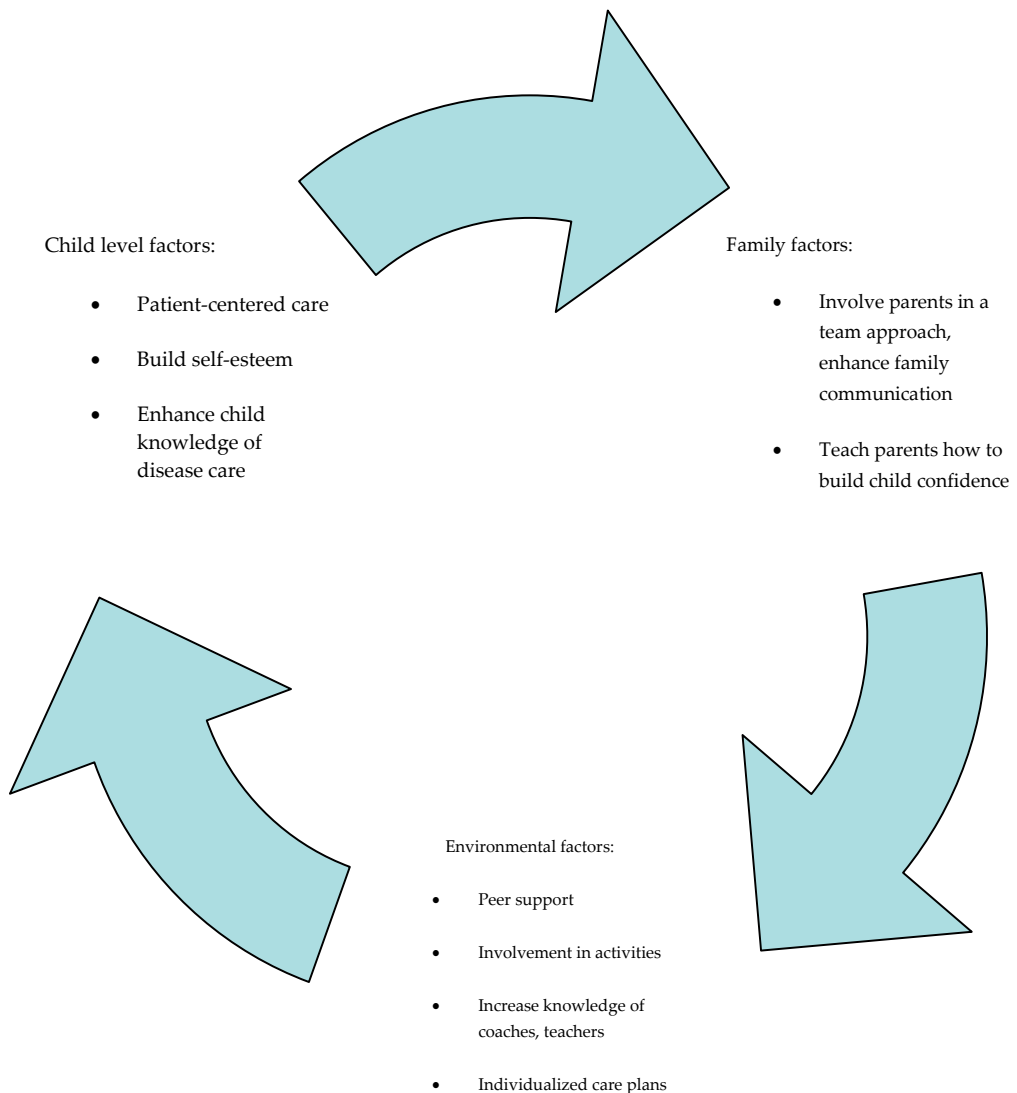 Child level factors:
• Patient-centered care
• Build self-esteem
• Enhance child
knowledge of
disease care
Family factors:
• Involve parents in a
team approach,
enhance family
communication
• Teach parents how to
build child confidence
Environmental factors:
• Peer support
• Involvement in activities
• Increase knowledge of
coaches, teachers
• Individualized care plans